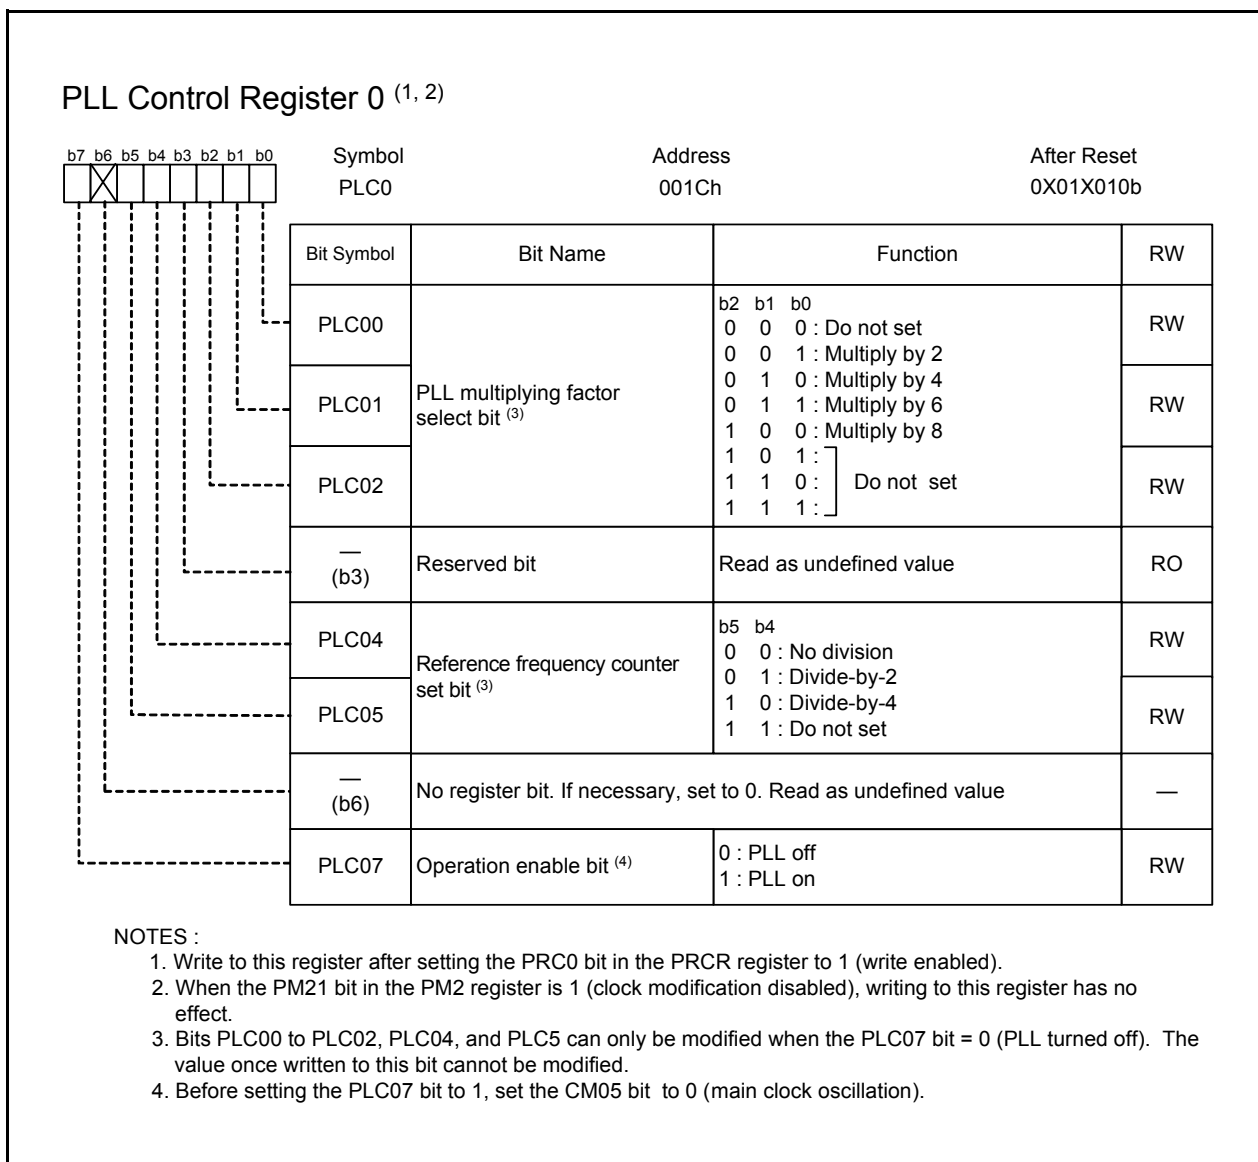 PLL Control Register 0 (1, 2)
b7 b6 b5 b4 b3 b2 b1 b0
Symbol Address After Reset
PLC0 001Ch 0X01X010b
Bit Symbol Bit Name Function RW
PLC00 RW
PLC01 RW
PLC02 RW
PLL multiplying factor
select bit (3)
b2 b1 b0
0 0 0 : Do not set
0 0 1 : Multiply by 2
0 1 0 : Multiply by 4
0 1 1 : Multiply by 6
1 0 0 : Multiply by 8
1 0 1 :
1 1 0 : Do not set
1 1 1 :
—
(b3) Reserved bit Read as undefined value RO
PLC04 RW
PLC05 RW
Reference frequency counter
set bit (3)
b5 b4
0 0 : No division
0 1 : Divide-by-2
1 0 : Divide-by-4
1 1 : Do not set
—
(b6) No register bit. If necessary, set to 0. Read as undefined value —
PLC07 Operation enable bit (4) RW
0 : PLL off
1 : PLL on
NOTES :
1. Write to this register after setting the PRC0 bit in the PRCR register to 1 (write enabled).
2. When the PM21 bit in the PM2 register is 1 (clock modification disabled), writing to this register has no
effect.
3. Bits PLC00 to PLC02, PLC04, and PLC5 can only be modified when the PLC07 bit = 0 (PLL turned off). The
value once written to this bit cannot be modified.
4. Before setting the PLC07 bit to 1, set the CM05 bit to 0 (main clock oscillation).